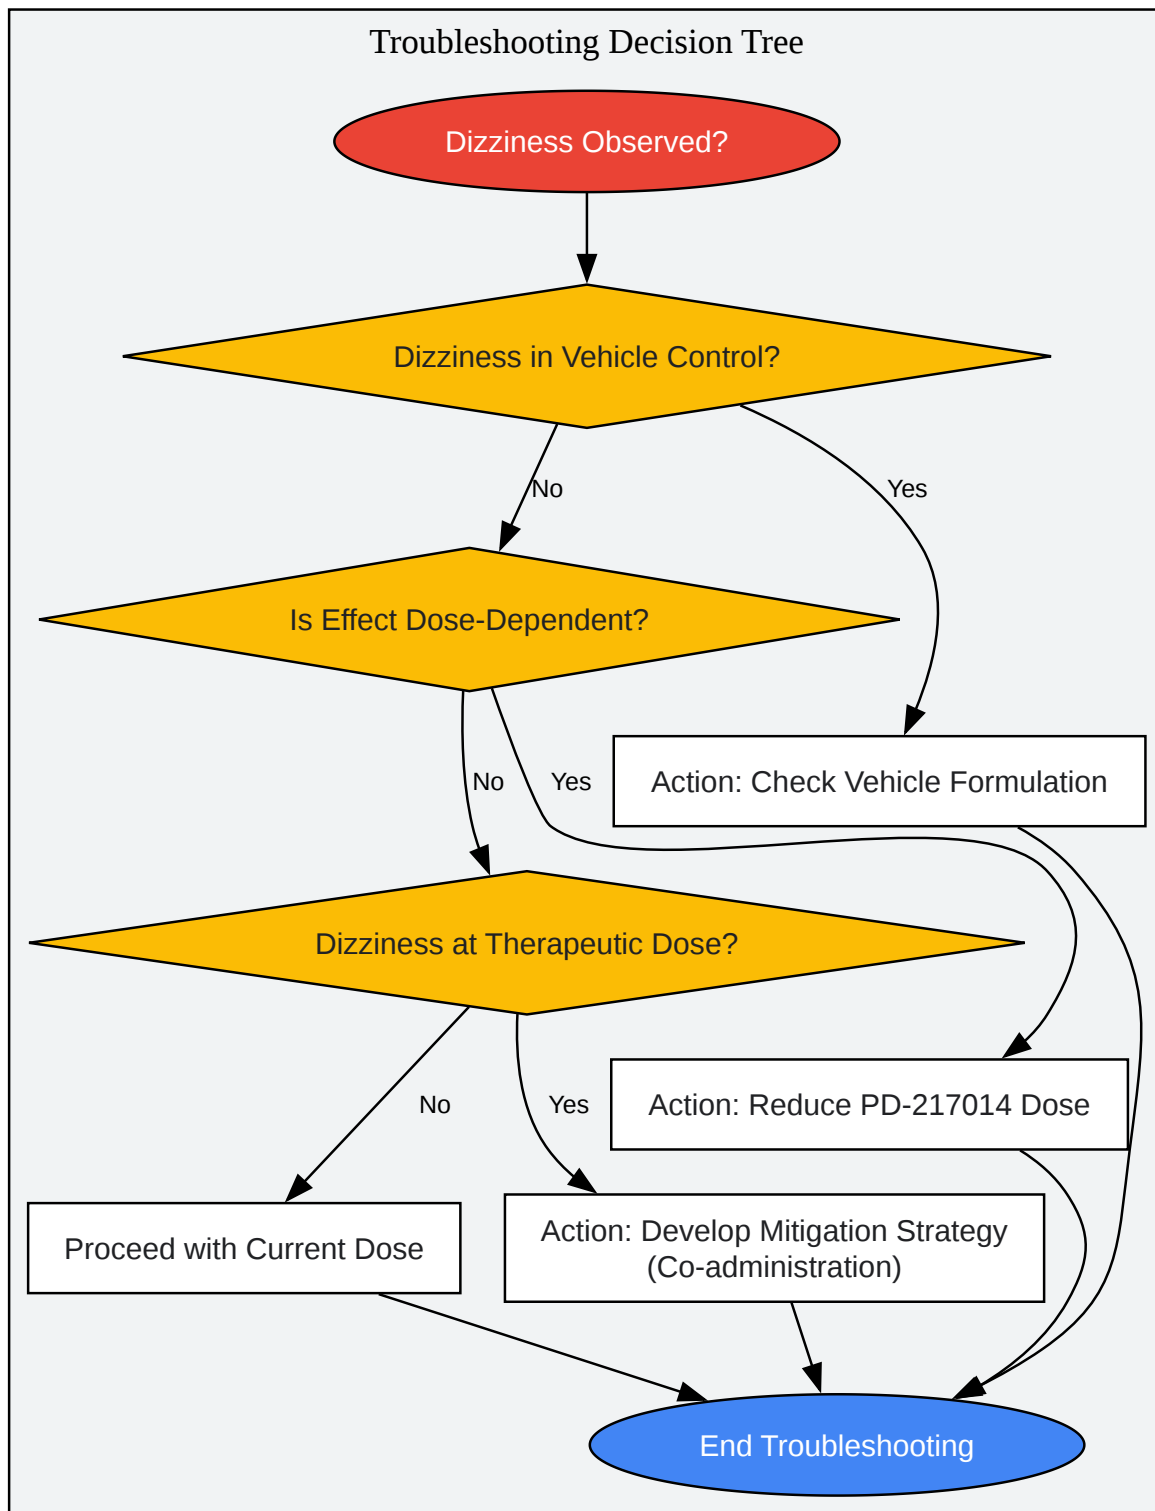 Troubleshooting Decision Tree
Dizziness Observed?
Dizziness in Vehicle Control?
No
Yes
Is Effect Dose-Dependent?
No
Yes
Action: Check Vehicle Formulation
Dizziness at Therapeutic Dose?
No
Yes
Action: Reduce PD-217014 Dose
Proceed with Current Dose
Action: Develop Mitigation Strategy
(Co-administration)
End Troubleshooting